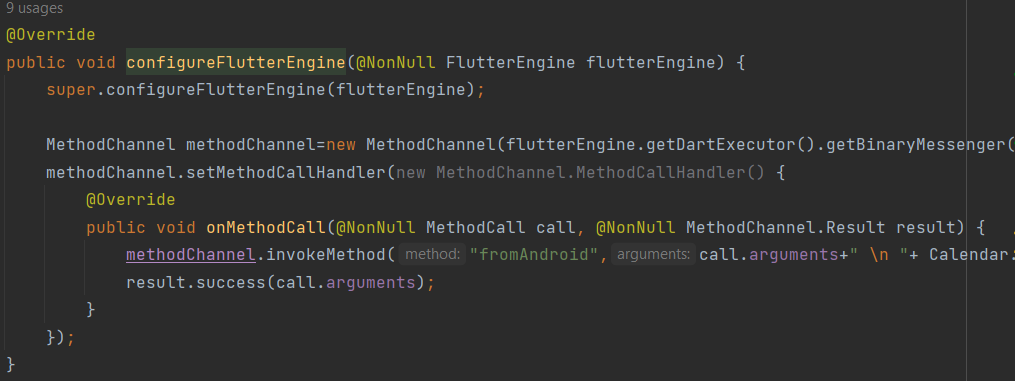 9 usages
@Override
public void configureFlutterEngine(@NonNull FlutterEngine flutterEngine) {
super.configureFlutterEngine(flutterEngine);
MethodChannel methodChannel=new MethodChannel(flutterEngine.getDartExecutor().getBinaryMessenger(
methodChannel.setMethodCallHandler(new MethodChannel.MethodCallHandler() {
@Override
public void onMethodCall(@NonNull MethodCall call, @NonNull MethodChannel.Result result) {
methodChannel.invokeMethod( method: "fromAndroid", arguments: call.arguments+" \n "+ Calendar.
result.success(call.arguments);
}
});
}